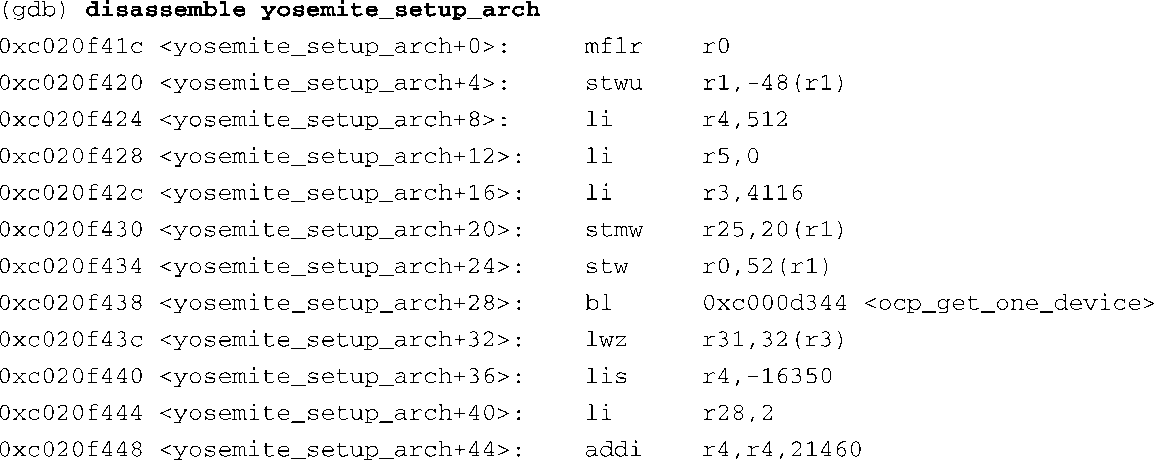 (gdb) disassemble yosemite_setup_arch
0xc020f41c <yosemite_setup_arch+0>: mflr r0
0xc020f420 <yosemite_setup_arch+4>: stwu r1,-48(r1)
0xc020f424 <yosemite_setup_arch+8>: li r4,512
0xc020f428 <yosemite_setup_arch+12>: li r5,0
0xc020f42c <yosemite_setup_arch+16>: li r3,4116
0xc020f430 <yosemite_setup_arch+20>: stmw r25,20(r1)
0xc020f434 <yosemite_setup_arch+24>: stw r0,52(r1)
0xc020f438 <yosemite_setup_arch+28>: bl 0xc000d344 <ocp_get_one_device>
0xc020f43c <yosemite_setup_arch+32>: lwz r31,32(r3)
0xc020f440 <yosemite_setup_arch+36>: lis r4,-16350
0xc020f444 <yosemite_setup_arch+40>: li r28,2
0xc020f448 <yosemite_setup_arch+44>: addi r4,r4,21460